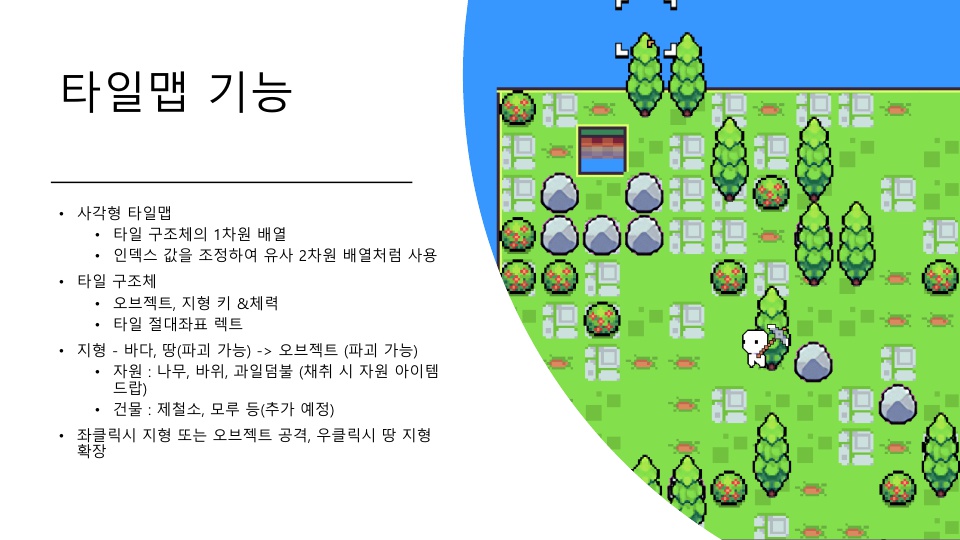 타일맵 기능
• 사각형 타일맵
• 타일 구조체의 1차원 배열
• 인덱스 값을 조정하여 유사 2차원 배열처럼 사용
• 타일 구조체
• 오브젝트, 지형 키 &체력
• 타일 절대좌표 렉트
• 지형 - 바다, 땅(파괴 가능) -> 오브젝트 (파괴 가능)
• 자원 : 나무, 바위, 과일덤불 (채취 시 자원 아이템
드랍)
• 건물 : 제철소, 모루 등(추가 예정)
• 좌클릭시 지형 또는 오브젝트 공격, 우클릭시 땅 지형
확장